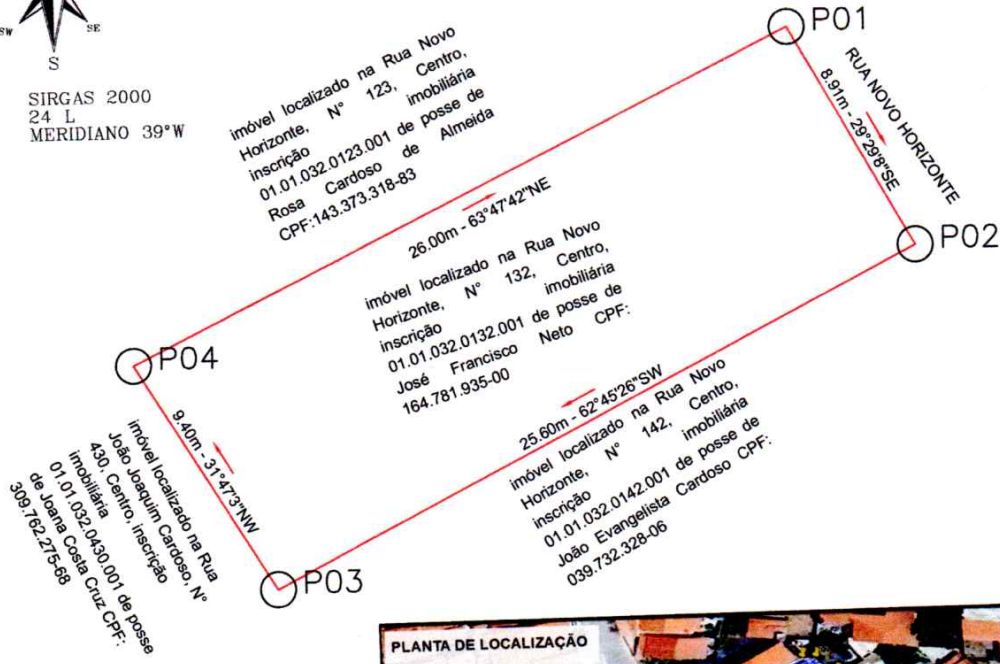 SW
SE
S
SIRGAS 2000
24 L
MERIDIANO 39°W
imóvel localizado na Rua Novo
Horizonte, N° 123, Centro,
inscrição imobiliária
01.01.032.0123.001 de posse de
Rosa Cardoso de Almeida
CPF:143.373.318-83
P01
RUA NOVO HORIZONTE
8.91m - 29°29'8"SE
26.00m - 63°47'42"NE
P02
imóvel localizado na Rua Novo
Horizonte, N° 132, Centro,
inscrição imobiliária
01.01.032.0132.001 de posse de
José Francisco Neto CPF:
164.781.935-00
P04
25.60m - 62°45'26"SW
imóvel localizado na Rua Novo
Horizonte, N° 142, Centro,
inscrição imobiliária
01.01.032.0142.001 de posse de
João Evangelista Cardoso CPF:
039.732.328-06
9.40m - 31°47'3"NW
imóvel localizado na Rua
João Joaquim Cardoso, N°
430, Centro, inscrição
imobiliária
01.01.032.0430.001 de posse
de Joana Costa Cruz CPF:
309.762.275-68
P03
PLANTA DE LOCALIZAÇÃO